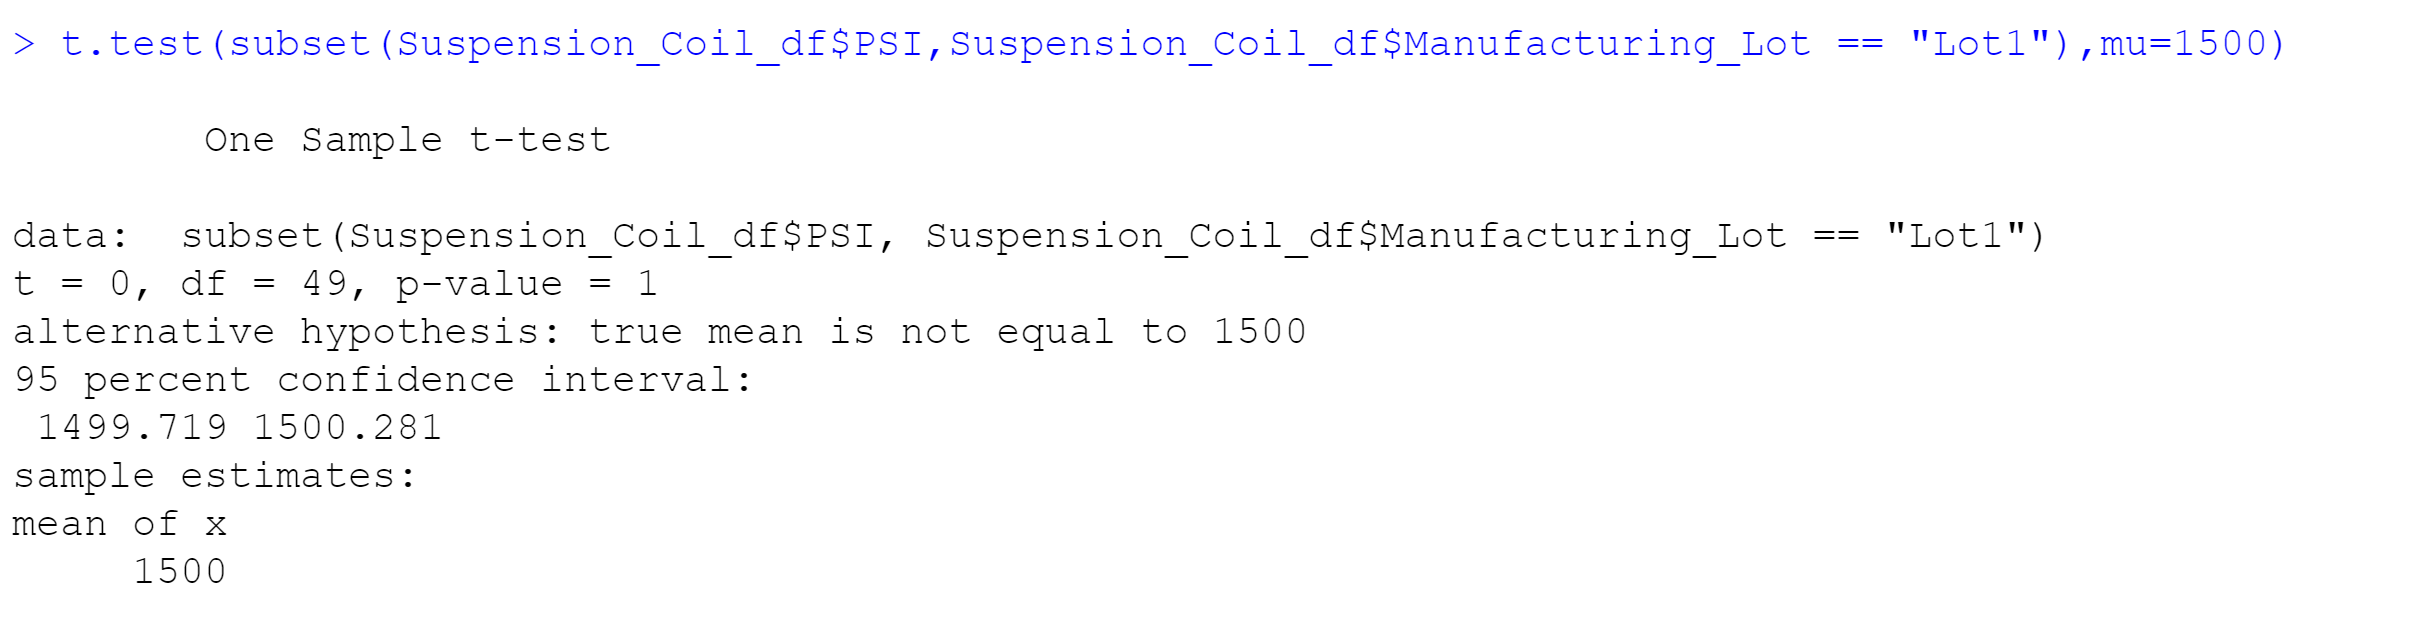 > t.test(subset(Suspension_Coil_df$PSI,Suspension_Coil_df$Manufacturing_Lot == "Lot1"),mu=1500)
One Sample t-test
data:  subset(Suspension_Coil_df$PSI, Suspension_Coil_df$Manufacturing_Lot == "Lot1")
t = 0, df = 49, p-value = 1
alternative hypothesis: true mean is not equal to 1500
95 percent confidence interval:
1499.719 1500.281
sample estimates:
mean of x
1500